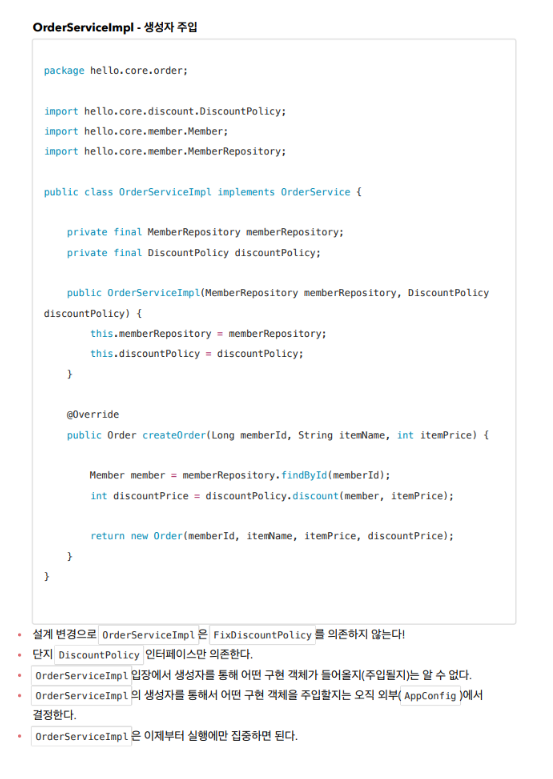 OrderServiceImpl - 생성자 주입
package hello.core.order;
import hello.core.discount.DiscountPolicy;
import hello.core.member.Member;
import hello.core.member.MemberRepository;
public class OrderServiceImpl implements OrderService {
private final MemberRepository memberRepository;
private final DiscountPolicy discountPolicy;
public OrderServiceImpl(MemberRepository memberRepository, DiscountPolicy
discountPolicy) {
this.memberRepository = memberRepository;
this.discountPolicy = discountPolicy;
}
@Override
public Order createOrder(Long memberId, String itemName, int itemPrice) {
Member member = memberRepository.findById(memberId);
int discountPrice = discountPolicy.discount(member, itemPrice);
return new Order(memberId, itemName, itemPrice, discountPrice);
}
}
• 설계 변경으로 OrderServiceImpl 은 FixDiscountPolicy 를 의존하지 않는다!
• 단지 DiscountPolicy 인터페이스만 의존한다.
• OrderServiceImpl 입장에서 생성자를 통해 어떤 구현 객체가 들어올지(주입될지)는 알 수 없다.
• OrderServiceImpl 의 생성자를 통해서 어떤 구현 객체을 주입할지는 오직 외부( AppConfig )에서
결정한다.
• OrderServiceImpl 은 이제부터 실행에만 집중하면 된다.